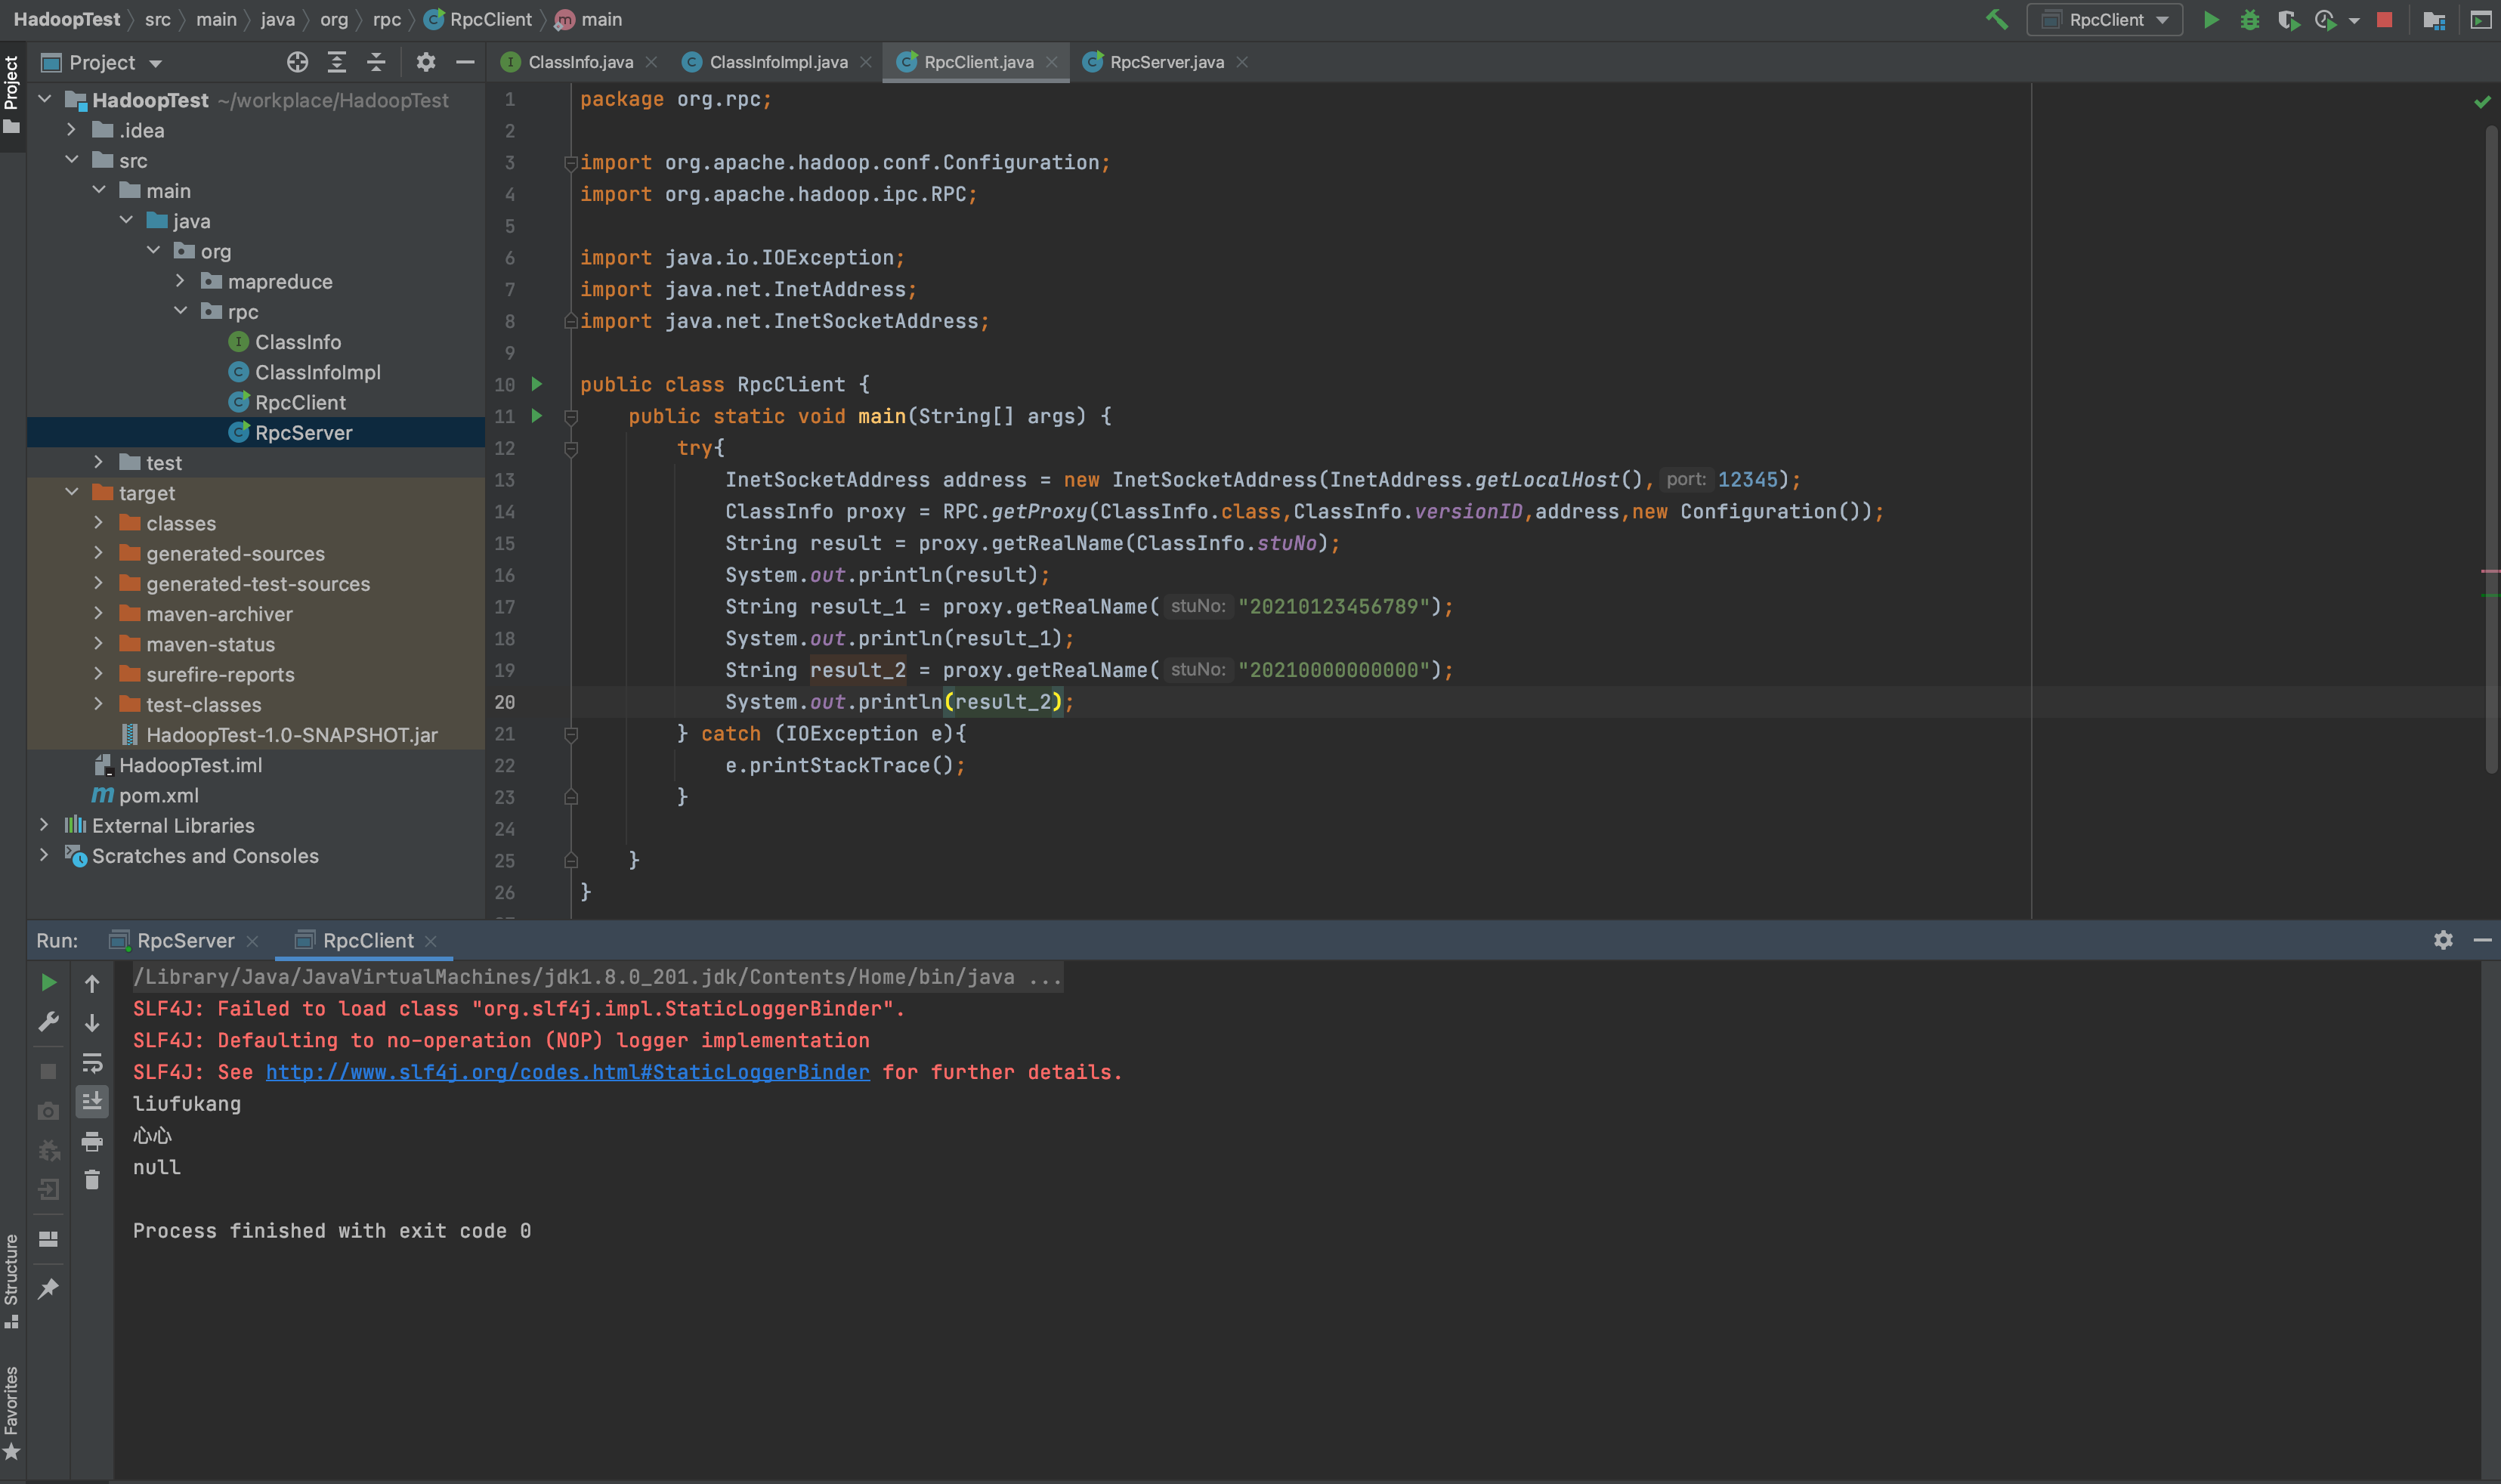 HadoopTest src main java org rpc RpcClient main
RpcClient
Project
ClassInfo.java ClassInfoImpl.java RpcClient.java RpcServer.java
Project
HadoopTest ~/workplace/HadoopTest
.idea
src
main
java
org
mapreduce
rpc
ClassInfo
ClassInfoImpl
RpcClient
RpcServer
test
target
classes
generated-sources
generated-test-sources
maven-archiver
maven-status
surefire-reports
test-classes
HadoopTest-1.0-SNAPSHOT.jar
HadoopTest.iml
pom.xml
External Libraries
Scratches and Consoles
1 package org.rpc;
2
3 import org.apache.hadoop.conf.Configuration;
4 import org.apache.hadoop.ipc.RPC;
5
6 import java.io.IOException;
7 import java.net.InetAddress;
8 import java.net.InetSocketAddress;
9
10 public class RpcClient {
11 public static void main(String[] args) {
12 try{
13 InetSocketAddress address = new InetSocketAddress(InetAddress.getLocalHost(), port: 12345);
14 ClassInfo proxy = RPC.getProxy(ClassInfo.class,ClassInfo.versionID,address,new Configuration());
15 String result = proxy.getRealName(ClassInfo.stuNo);
16 System.out.println(result);
17 String result_1 = proxy.getRealName( stuNo: "20210123456789");
18 System.out.println(result_1);
19 String result_2 = proxy.getRealName( stuNo: "20210000000000");
20 System.out.println(result_2);
21 } catch (IOException e){
22 e.printStackTrace();
23 }
24
25 }
26 }
Run: RpcServer RpcClient
/Library/Java/JavaVirtualMachines/jdk1.8.0_201.jdk/Contents/Home/bin/java ...
SLF4J: Failed to load class "org.slf4j.impl.StaticLoggerBinder".
SLF4J: Defaulting to no-operation (NOP) logger implementation
SLF4J: See http://www.slf4j.org/codes.html#StaticLoggerBinder for further details.
liufukang
心心
null
Process finished with exit code 0
Structure
Favorites